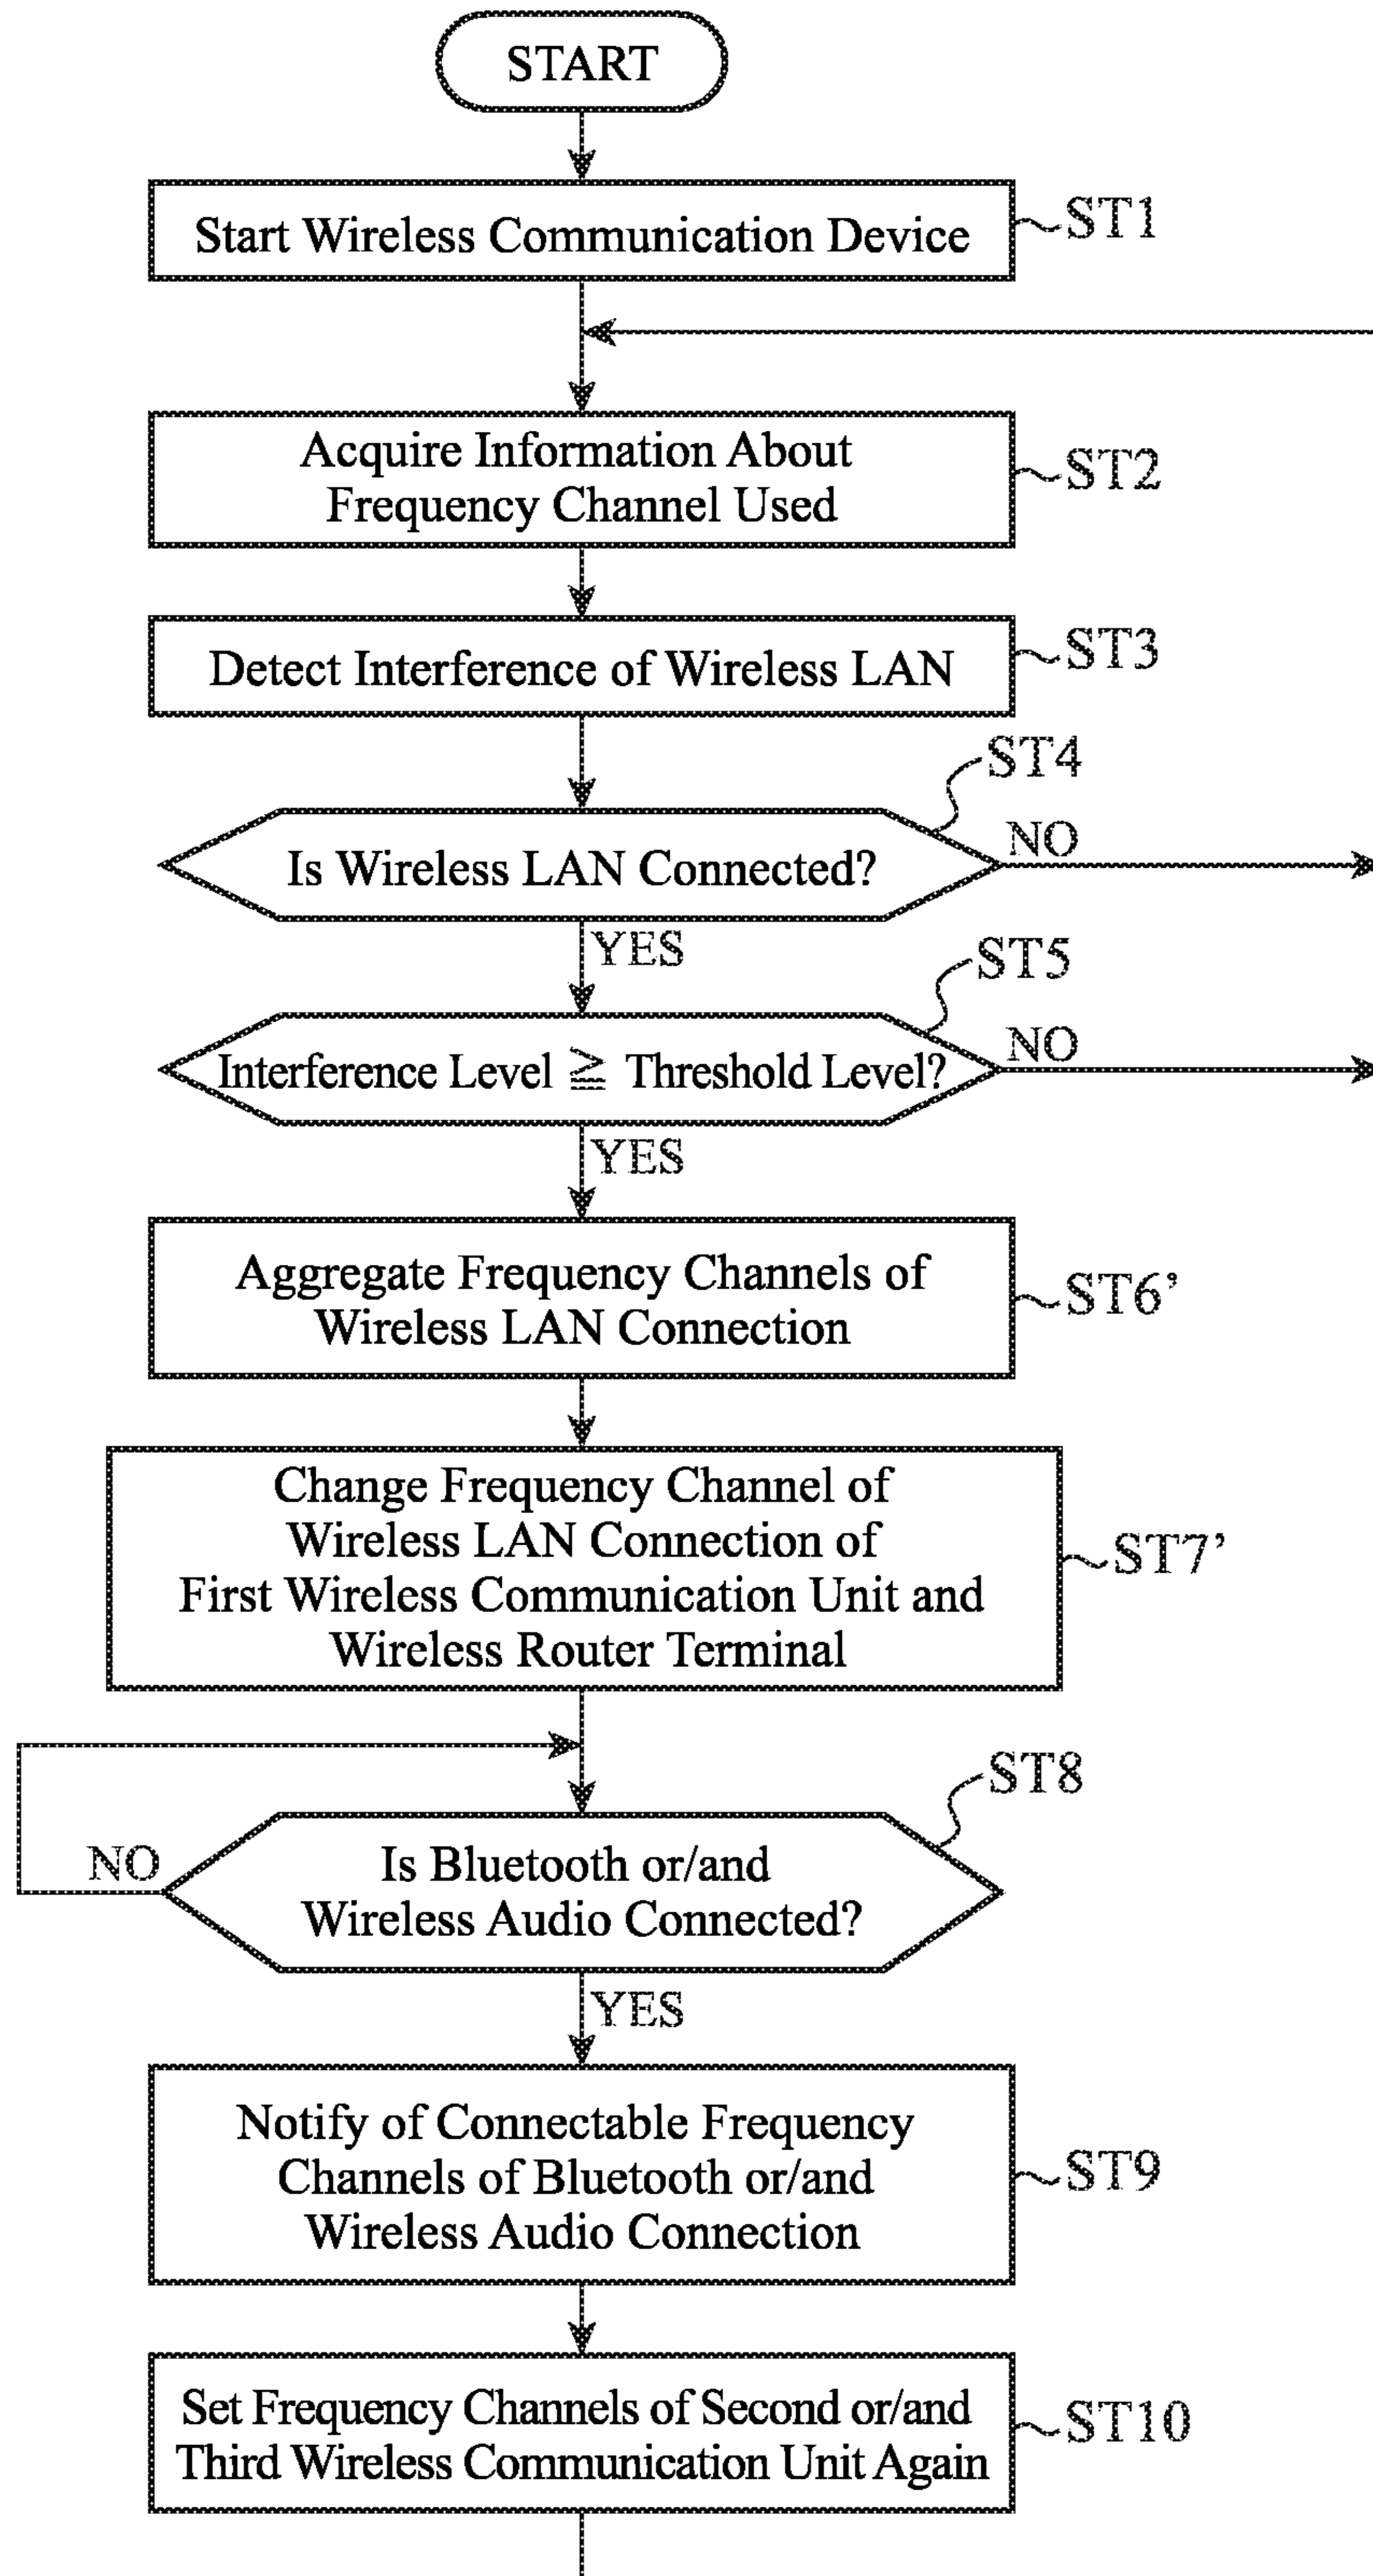 START
Start Wireless Communication Device
ST1
Acquire Information About
Frequency Channel Used
ST2
Detect Interference of Wireless LAN
ST3
ST4
Is Wireless LAN Connected?
NO
YES
ST5
Interference Level ≧ Threshold Level?
NO
YES
Aggregate Frequency Channels of
Wireless LAN Connection
ST6’
Change Frequency Channel of
Wireless LAN Connection of
First Wireless Communication Unit and
Wireless Router Terminal
ST7’
ST8
Is Bluetooth or/and
Wireless Audio Connected?
NO
YES
Notify of Connectable Frequency
Channels of Bluetooth or/and
Wireless Audio Connection
ST9
Set Frequency Channels of Second or/and
Third Wireless Communication Unit Again
ST10